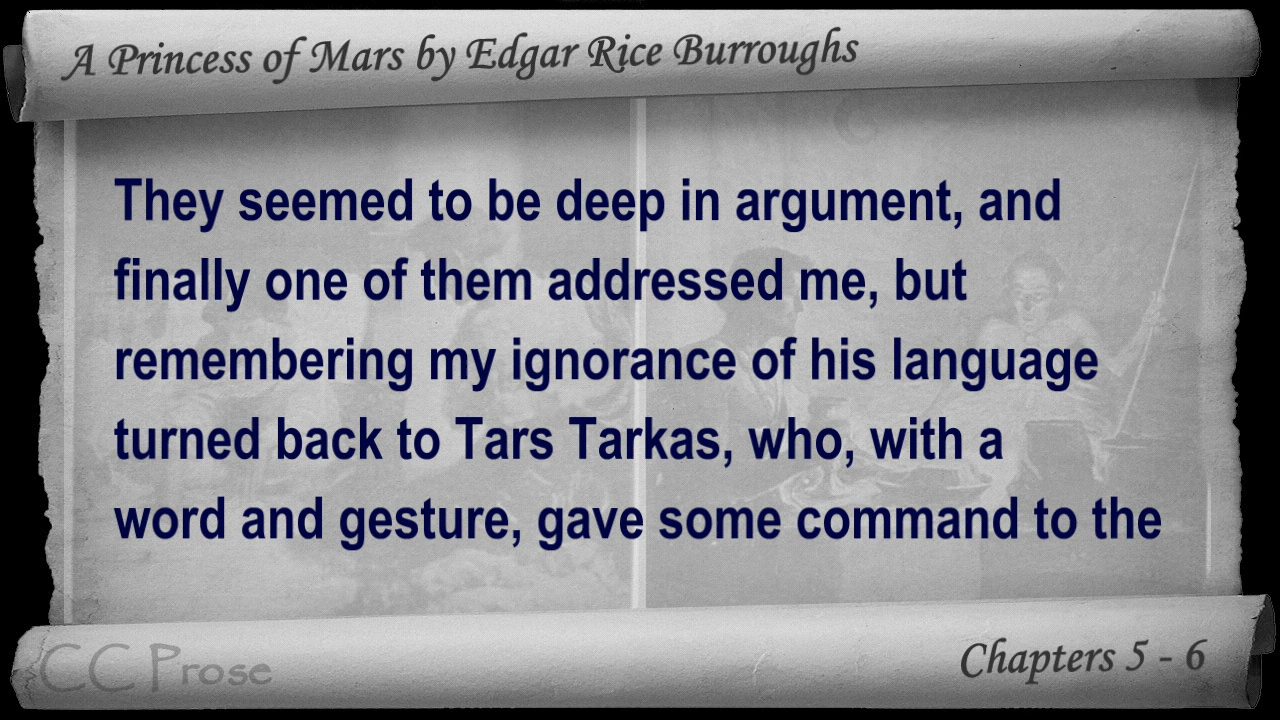 A Princess of Mars by Edgar Rice Burroughs
They seemed to be deep in argument, and
finally one of them addressed me, but
remembering my ignorance of his language
turned back to Tars Tarkas, who, with a
word and gesture, gave some command to the
CC Prose
Chapters 5 - 6